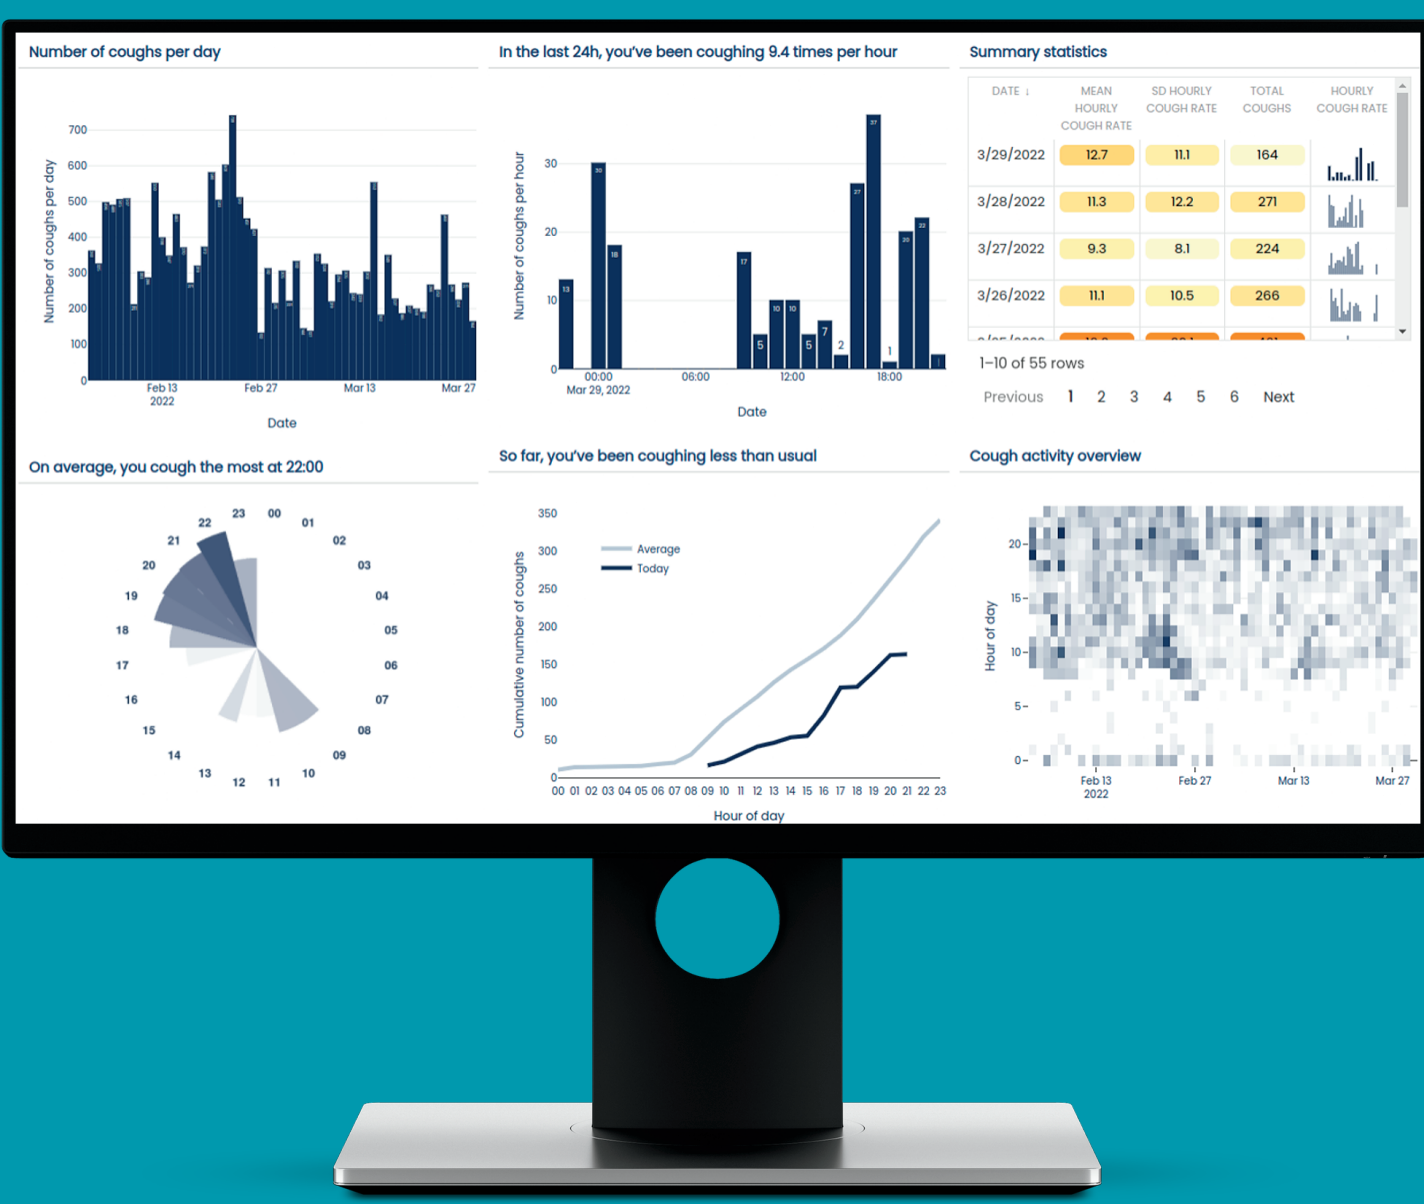 Number of coughs per day
700
600
500
400
300
200
100
0
Number of coughs per day
Feb 13
2022
Feb 27
Mar 13
Mar 27
Date
In the last 24h, you've been coughing 9.4 times per hour
30
20
10
0
Number of coughs per hour
13
30
18
17
5
10
10
5
7
2
27
37
1
20
22
00:00
Mar 29, 2022
06:00
12:00
18:00
Date
Summary statistics
DATE ↓
MEAN HOURLY COUGH RATE
SD HOURLY COUGH RATE
TOTAL COUGHS
HOURLY COUGH RATE
3/29/2022 12.7 11.1 164
3/28/2022 11.3 12.2 271
3/27/2022 9.3 8.1 224
3/26/2022 11.1 10.5 266
1–10 of 55 rows
Previous 1 2 3 4 5 6 Next
On average, you cough the most at 22:00
00
01
02
03
04
05
06
07
08
09
10
11
12
13
14
15
16
17
18
19
20
21
22
23
So far, you've been coughing less than usual
350
300
250
200
150
100
50
0
Cumulative number of coughs
Average
Today
00 01 02 03 04 05 06 07 08 09 10 11 12 13 14 15 16 17 18 19 20 21 22 23
Hour of day
Cough activity overview
20
15
10
5
0
Hour of day
Feb 13
2022
Feb 27
Mar 13
Mar 27